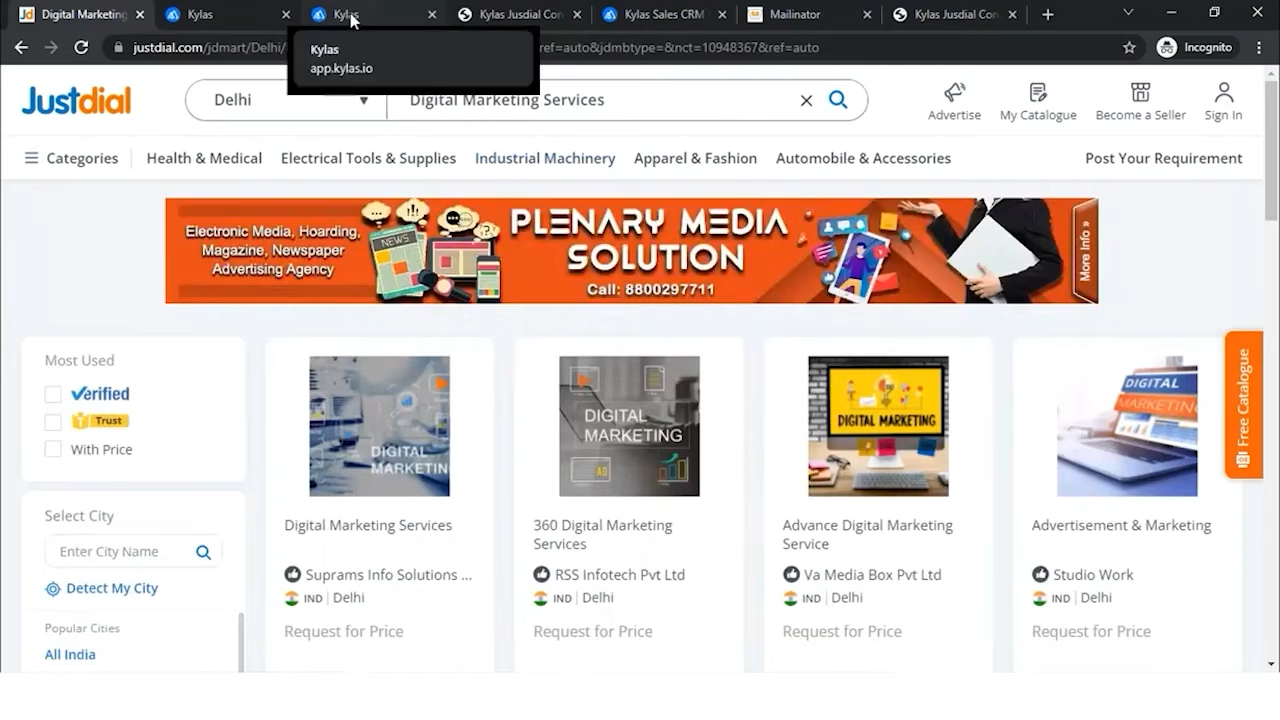 Digital Marketing
Kylas
Kylas
Kylas Jusdial Con
Kylas Sales CRM
Mailinator
Kylas Jusdial Con
justdial.com/jdmart/Delhi/
ref=auto&jdmbtype=&nct=10948367&ref=auto
Incognito
Kylas
app.kylas.io
Justdial
Delhi
Digital Marketing Services
Advertise
My Catalogue
Become a Seller
Sign In
Categories
Health & Medical
Electrical Tools & Supplies
Industrial Machinery
Apparel & Fashion
Automobile & Accessories
Post Your Requirement
Electronic Media, Hoarding,
Magazine, Newspaper
Advertising Agency
NEWS
PLENARY MEDIA
SOLUTION
Call: 8800297711
More Info »
Most Used
Verified
Trust
With Price
Select City
Enter City Name
Detect My City
Popular Cities
All India
DIGITAL
MARKETIN
Digital Marketing Services
Suprams Info Solutions ...
IND | Delhi
Request for Price
DIGITAL
MARKETING
AD
360 Digital Marketing
Services
RSS Infotech Pvt Ltd
IND | Delhi
Request for Price
DIGITAL MARKETING
Advance Digital Marketing
Service
Va Media Box Pvt Ltd
IND | Delhi
Request for Price
DIGITAL
MARKETING
Advertisement & Marketing
Studio Work
IND | Delhi
Request for Price
Free Catalogue